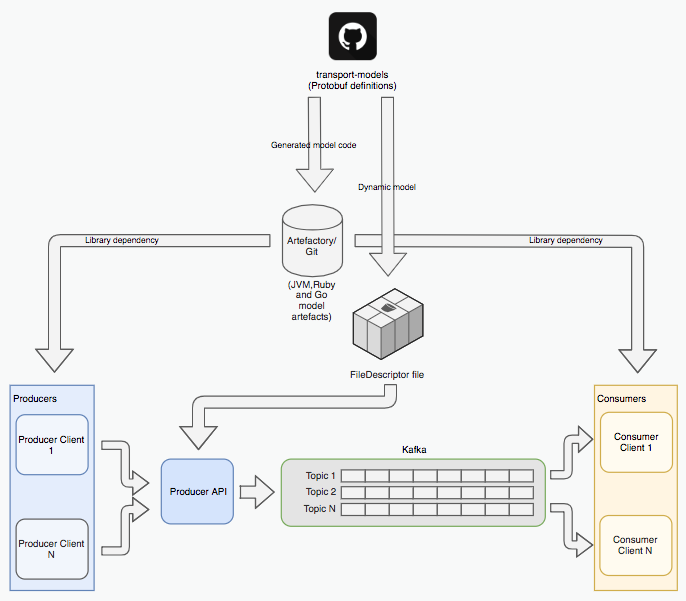 transport-models
(Protobuf definitions)
Generated model code
Dynamic model
Library dependency
Artefactory/
Git
Library dependency
(JVM,Ruby
and Go
model
artefacts)
FileDescriptor file
Producers
Producer Client
1
Producer Client
N
Producer API
Kafka
Topic 1
Topic 2
Topic N
Consumers
Consumer
Client 1
Consumer
Client N